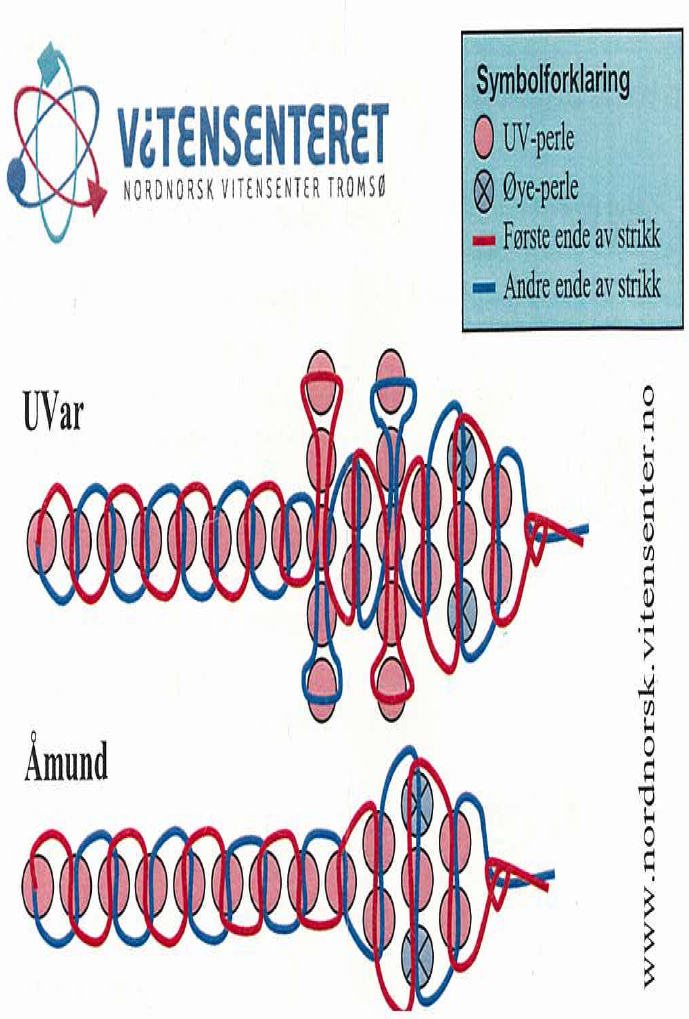 ViTENSENTERET
NORDNORSK VITENSENTER TROMSØ
Symbolforklaring
UV-perle
Øye-perle
Første ende av strikk
Andre ende av strikk
UVar
Åmund
www.nordnorsk.vitensenter.no